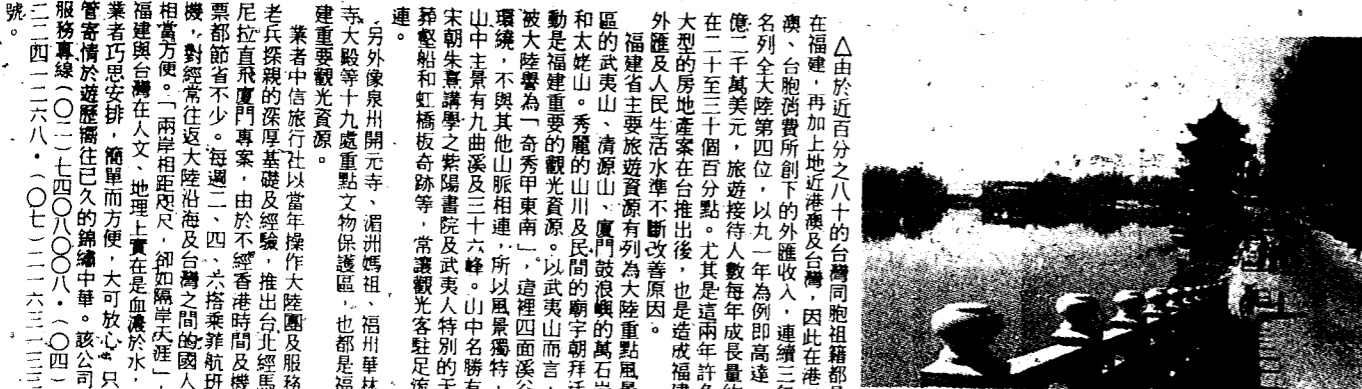 △由於近百分之八十的台灣同胞祖籍都
在福建，再加上地近港澳及台灣，因此在港
澳、台胞消費所創下的外匯收入，連續三年
名列全大陸第四位，以九一年為例即高達
億二千萬美元，旅遊接待人數每年成長量約
在二十至三十個百分點。尤其是這兩年許多
大型的房地產案在台推出後，也是造成福建
外匯及人民生活水準不斷改善原因。
福建省主要旅遊資源有列為大陸重點風景
區的武夷山、清源山、廈門鼓浪嶼的萬石岩
和太姥山。秀麗的山川及民間的廟宇朝拜活
動是福建重要的觀光資源。以武夷山而言，
被大陸譽為「奇秀甲東南」，這裡四面溪谷
環繞，不與其他山脈相連，所以風景獨特，
山中主景有九曲溪及三十六峰。山中名勝有
宋朝朱熹講學之紫陽書院及武夷人特別的天
葬壑船和虹橋板奇跡等，常讓觀光客駐足流
連。
另外像泉州開元寺、湄洲媽祖、福州華林
寺大殿等十九處重點文物保護區，也都是福
建重要觀光資源。
業者中信旅行社以當年操作大陸團及服務
老兵探親的深厚基礎及經驗，推出台北經馬
尼拉直飛廈門專案，由於不經香港時間及機
票都節省不少。每週二、四、六搭乘菲航班
機，對經常往返大陸沿海及台灣之間的國人
相當方便。「兩岸相距咫尺，卻如隔岸天涯」，
福建與台灣在人文、地理上實在是血濃於水，
業者巧思安排，簡單而方便，大可放心，只
管寄情於遊歷嚮往已久的錦繡中華。該公司
服務專線（〇二）七四〇八〇〇八．（〇四）
二二四一二六八．（〇七）二一六三二三三
號。